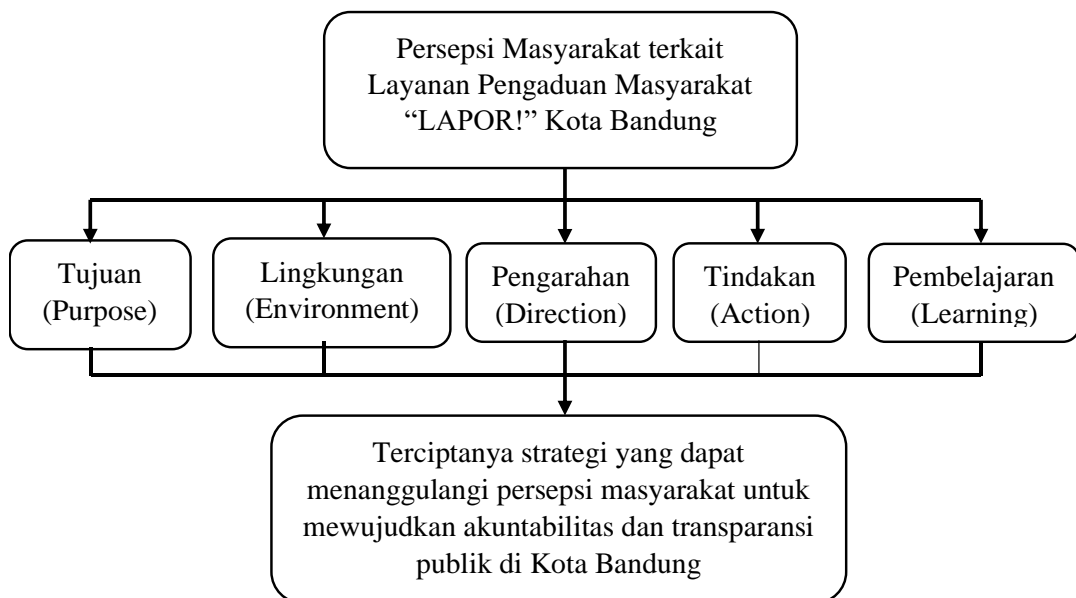 Persepsi Masyarakat terkait
Layanan Pengaduan Masyarakat
“LAPOR!” Kota Bandung
Tujuan
(Purpose)
Lingkungan
(Environment)
Pengarahan
(Direction)
Tindakan
(Action)
Pembelajaran
(Learning)
Terciptanya strategi yang dapat
menanggulangi persepsi masyarakat untuk
mewujudkan akuntabilitas dan transparansi
publik di Kota Bandung